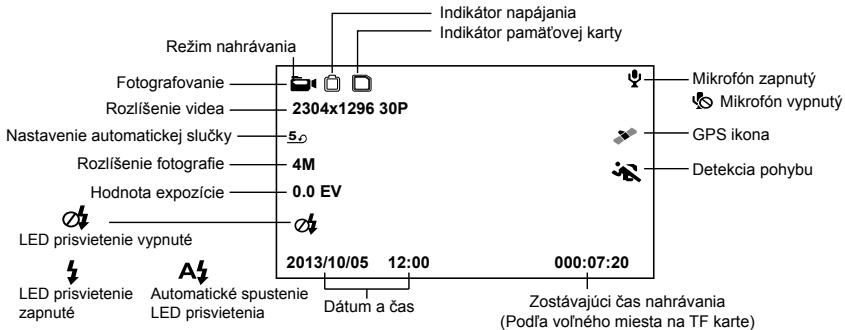 Indikátor napájania
Indikátor pamäťovej karty
Režim nahrávania
Fotografovanie
Rozlíšenie videa
Nastavenie automatickej slučky
Rozlíšenie fotografie
Hodnota expozície
LED prisvietenie vypnuté
LED prisvietenie
zapnuté
A
Automatické spustenie
LED prisvietenia
2304x1296 30P
5
4M
0.0 EV
2013/10/05 12:00 000:07:20
Dátum a čas
Zostávajúci čas nahrávania
(Podľa voľného miesta na TF karte)
Mikrofón zapnutý
Mikrofón vypnutý
GPS ikona
Detekcia pohybu